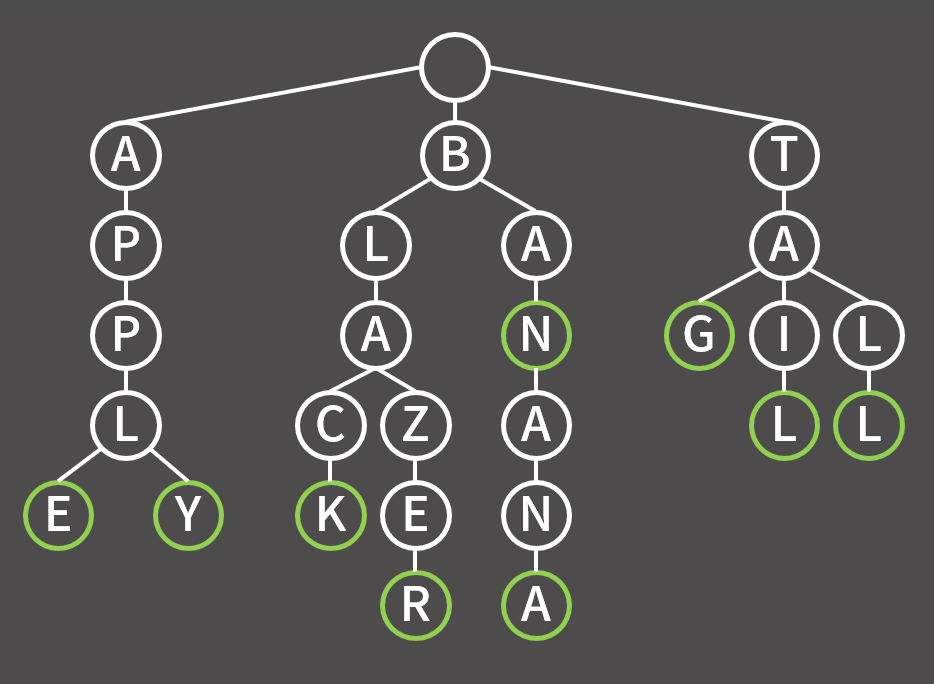 A B T
P L A A
P A N G I L
L C Z A L L
E Y K E N
R A